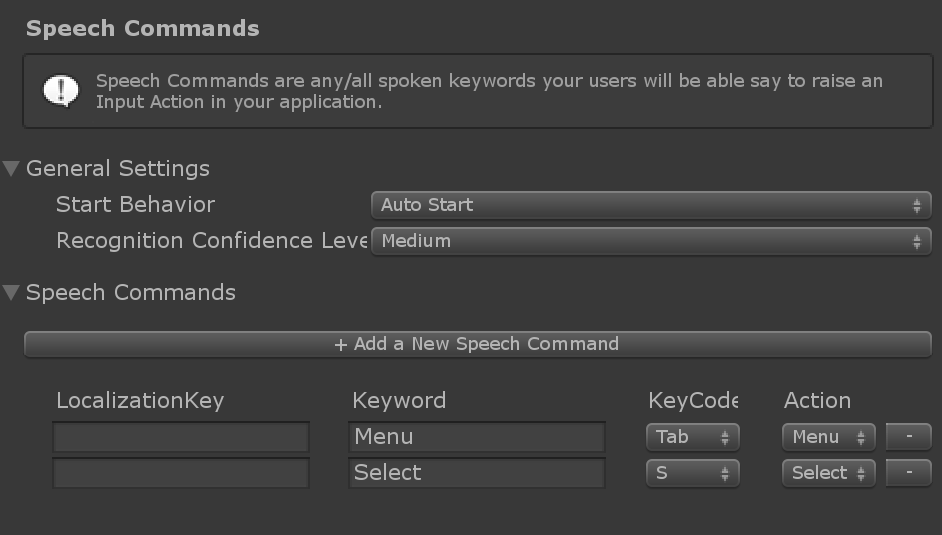 Speech Commands
Speech Commands are any/all spoken keywords your users will be able say to raise an
Input Action in your application.
General Settings
Start Behavior Auto Start
Recognition Confidence Leve Medium
Speech Commands
+ Add a New Speech Command
LocalizationKey Keyword KeyCode Action
Menu Tab Menu -
Select S Select -